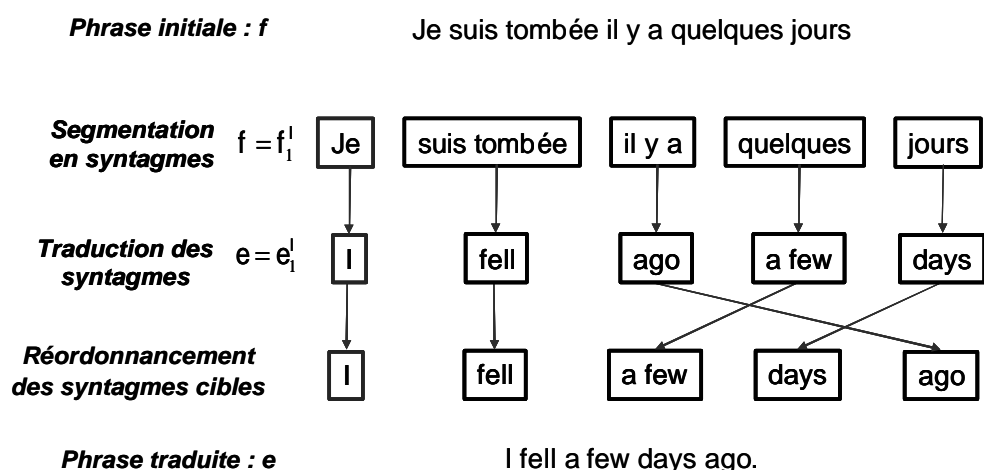 Phrase initiale : f Je suis tombée il y a quelques jours
Segmentation
en syntagmes f = f₁ᴵ Je suis tombée il y a quelques jours
Traduction des
syntagmes e = e₁ᴵ I fell ago a few days
Réordonnancement
des syntagmes cibles I fell a few days ago
Phrase traduite : e I fell a few days ago.